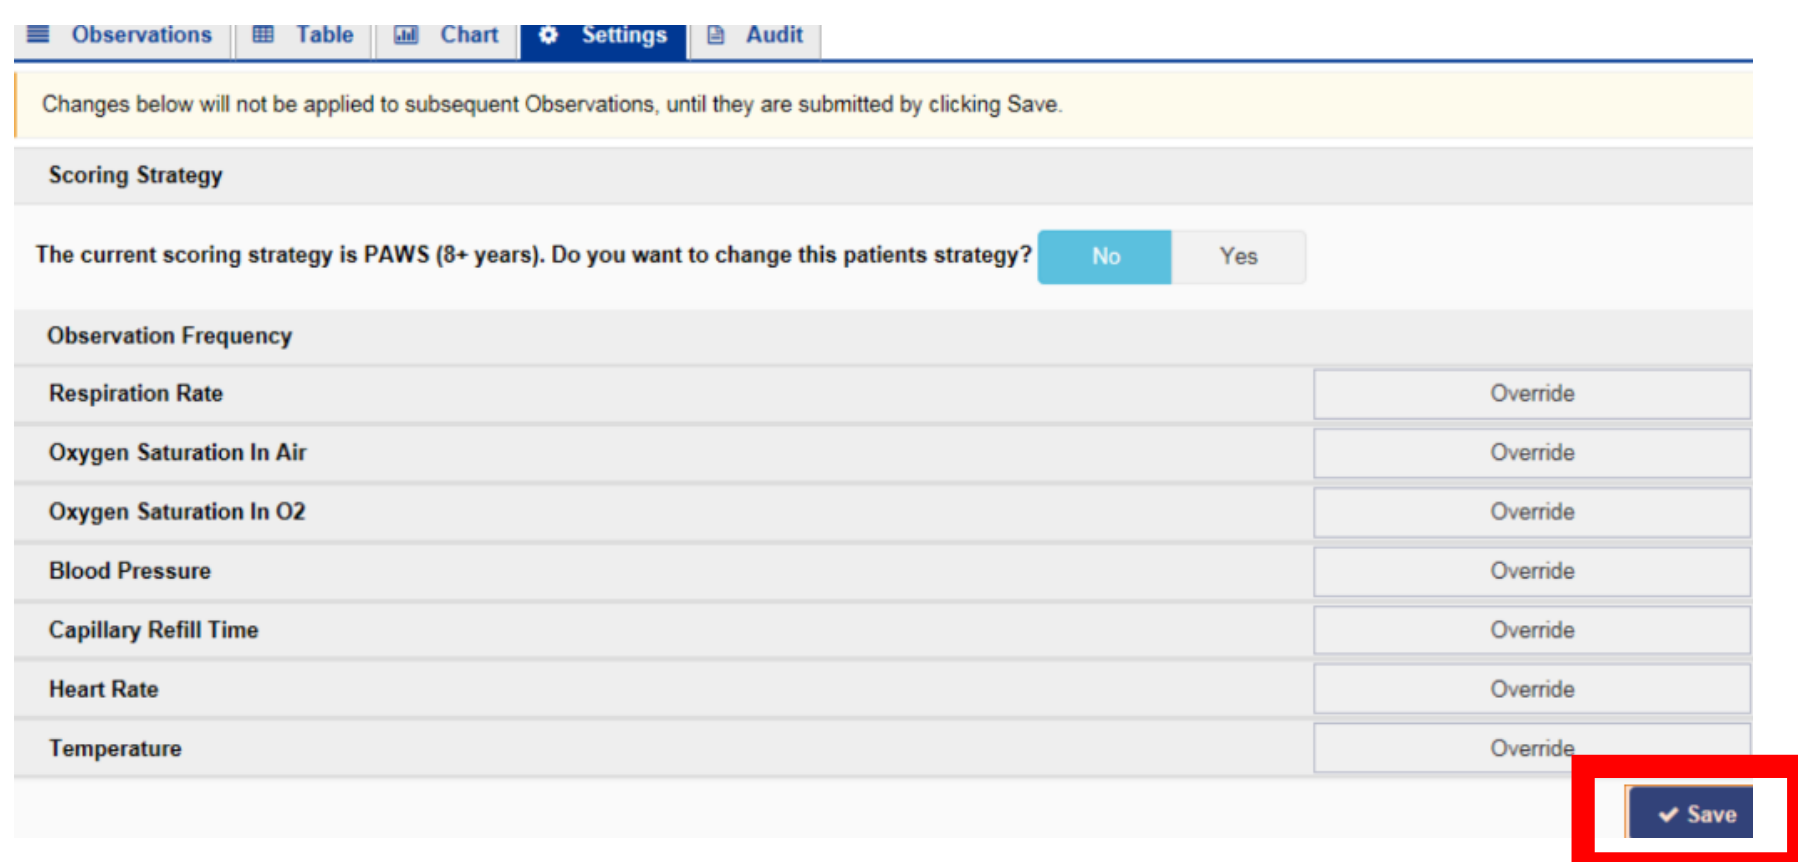 Observations Table Chart Settings Audit
Changes below will not be applied to subsequent Observations, until they are submitted by clicking Save.
Scoring Strategy
The current scoring strategy is PAWS (8+ years). Do you want to change this patients strategy? No Yes
Observation Frequency
Respiration Rate Override
Oxygen Saturation In Air Override
Oxygen Saturation In O2 Override
Blood Pressure Override
Capillary Refill Time Override
Heart Rate Override
Temperature Override
Save